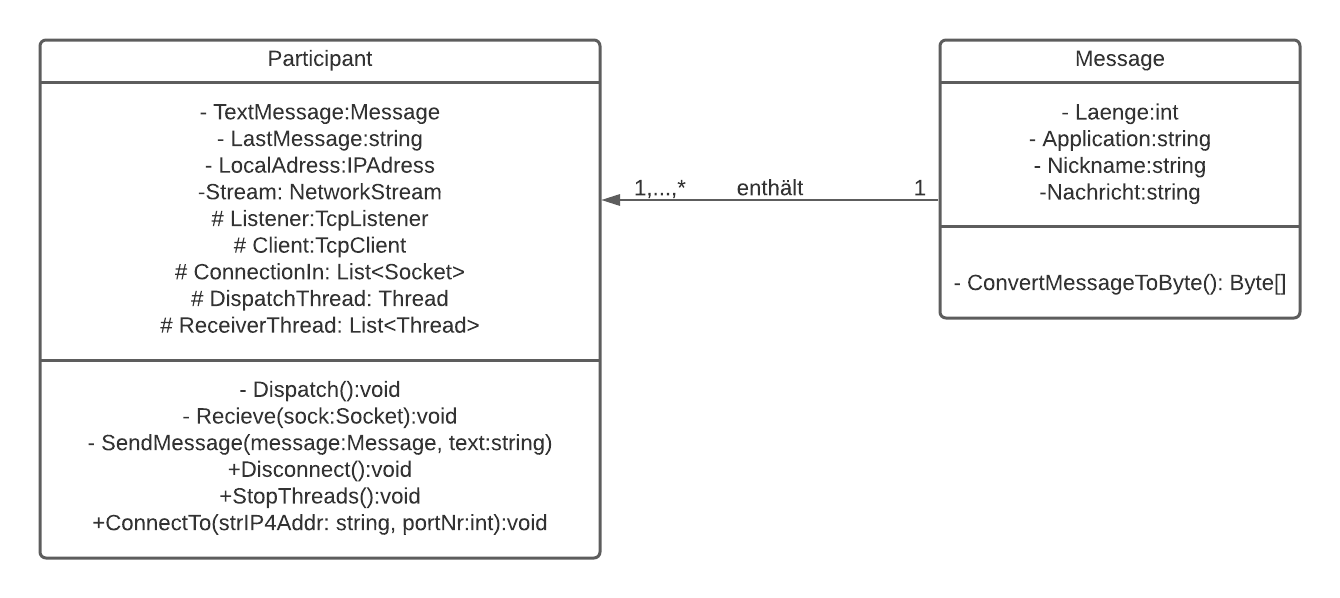 Participant
- TextMessage:Message
- LastMessage:string
- LocalAdress:IPAdress
-Stream: NetworkStream
# Listener:TcpListener
# Client:TcpClient
# ConnectionIn: List<Socket>
# DispatchThread: Thread
# ReceiverThread: List<Thread>
- Dispatch():void
- Recieve(sock:Socket):void
- SendMessage(message:Message, text:string)
+Disconnect():void
+StopThreads():void
+ConnectTo(strIP4Addr: string, portNr:int):void
1,...,* enthält 1
Message
- Laenge:int
- Application:string
- Nickname:string
-Nachricht:string
- ConvertMessageToByte(): Byte[]